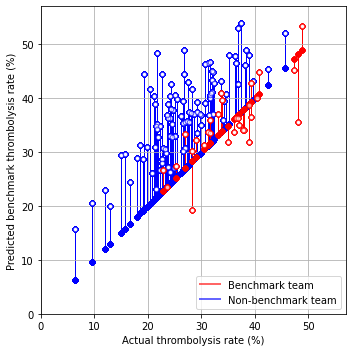 Predicted benchmark thrombolysis rate (%)
50
40
30
20
10
0
0 10 20 30 40 50
Actual thrombolysis rate (%)
Benchmark team
Non-benchmark team